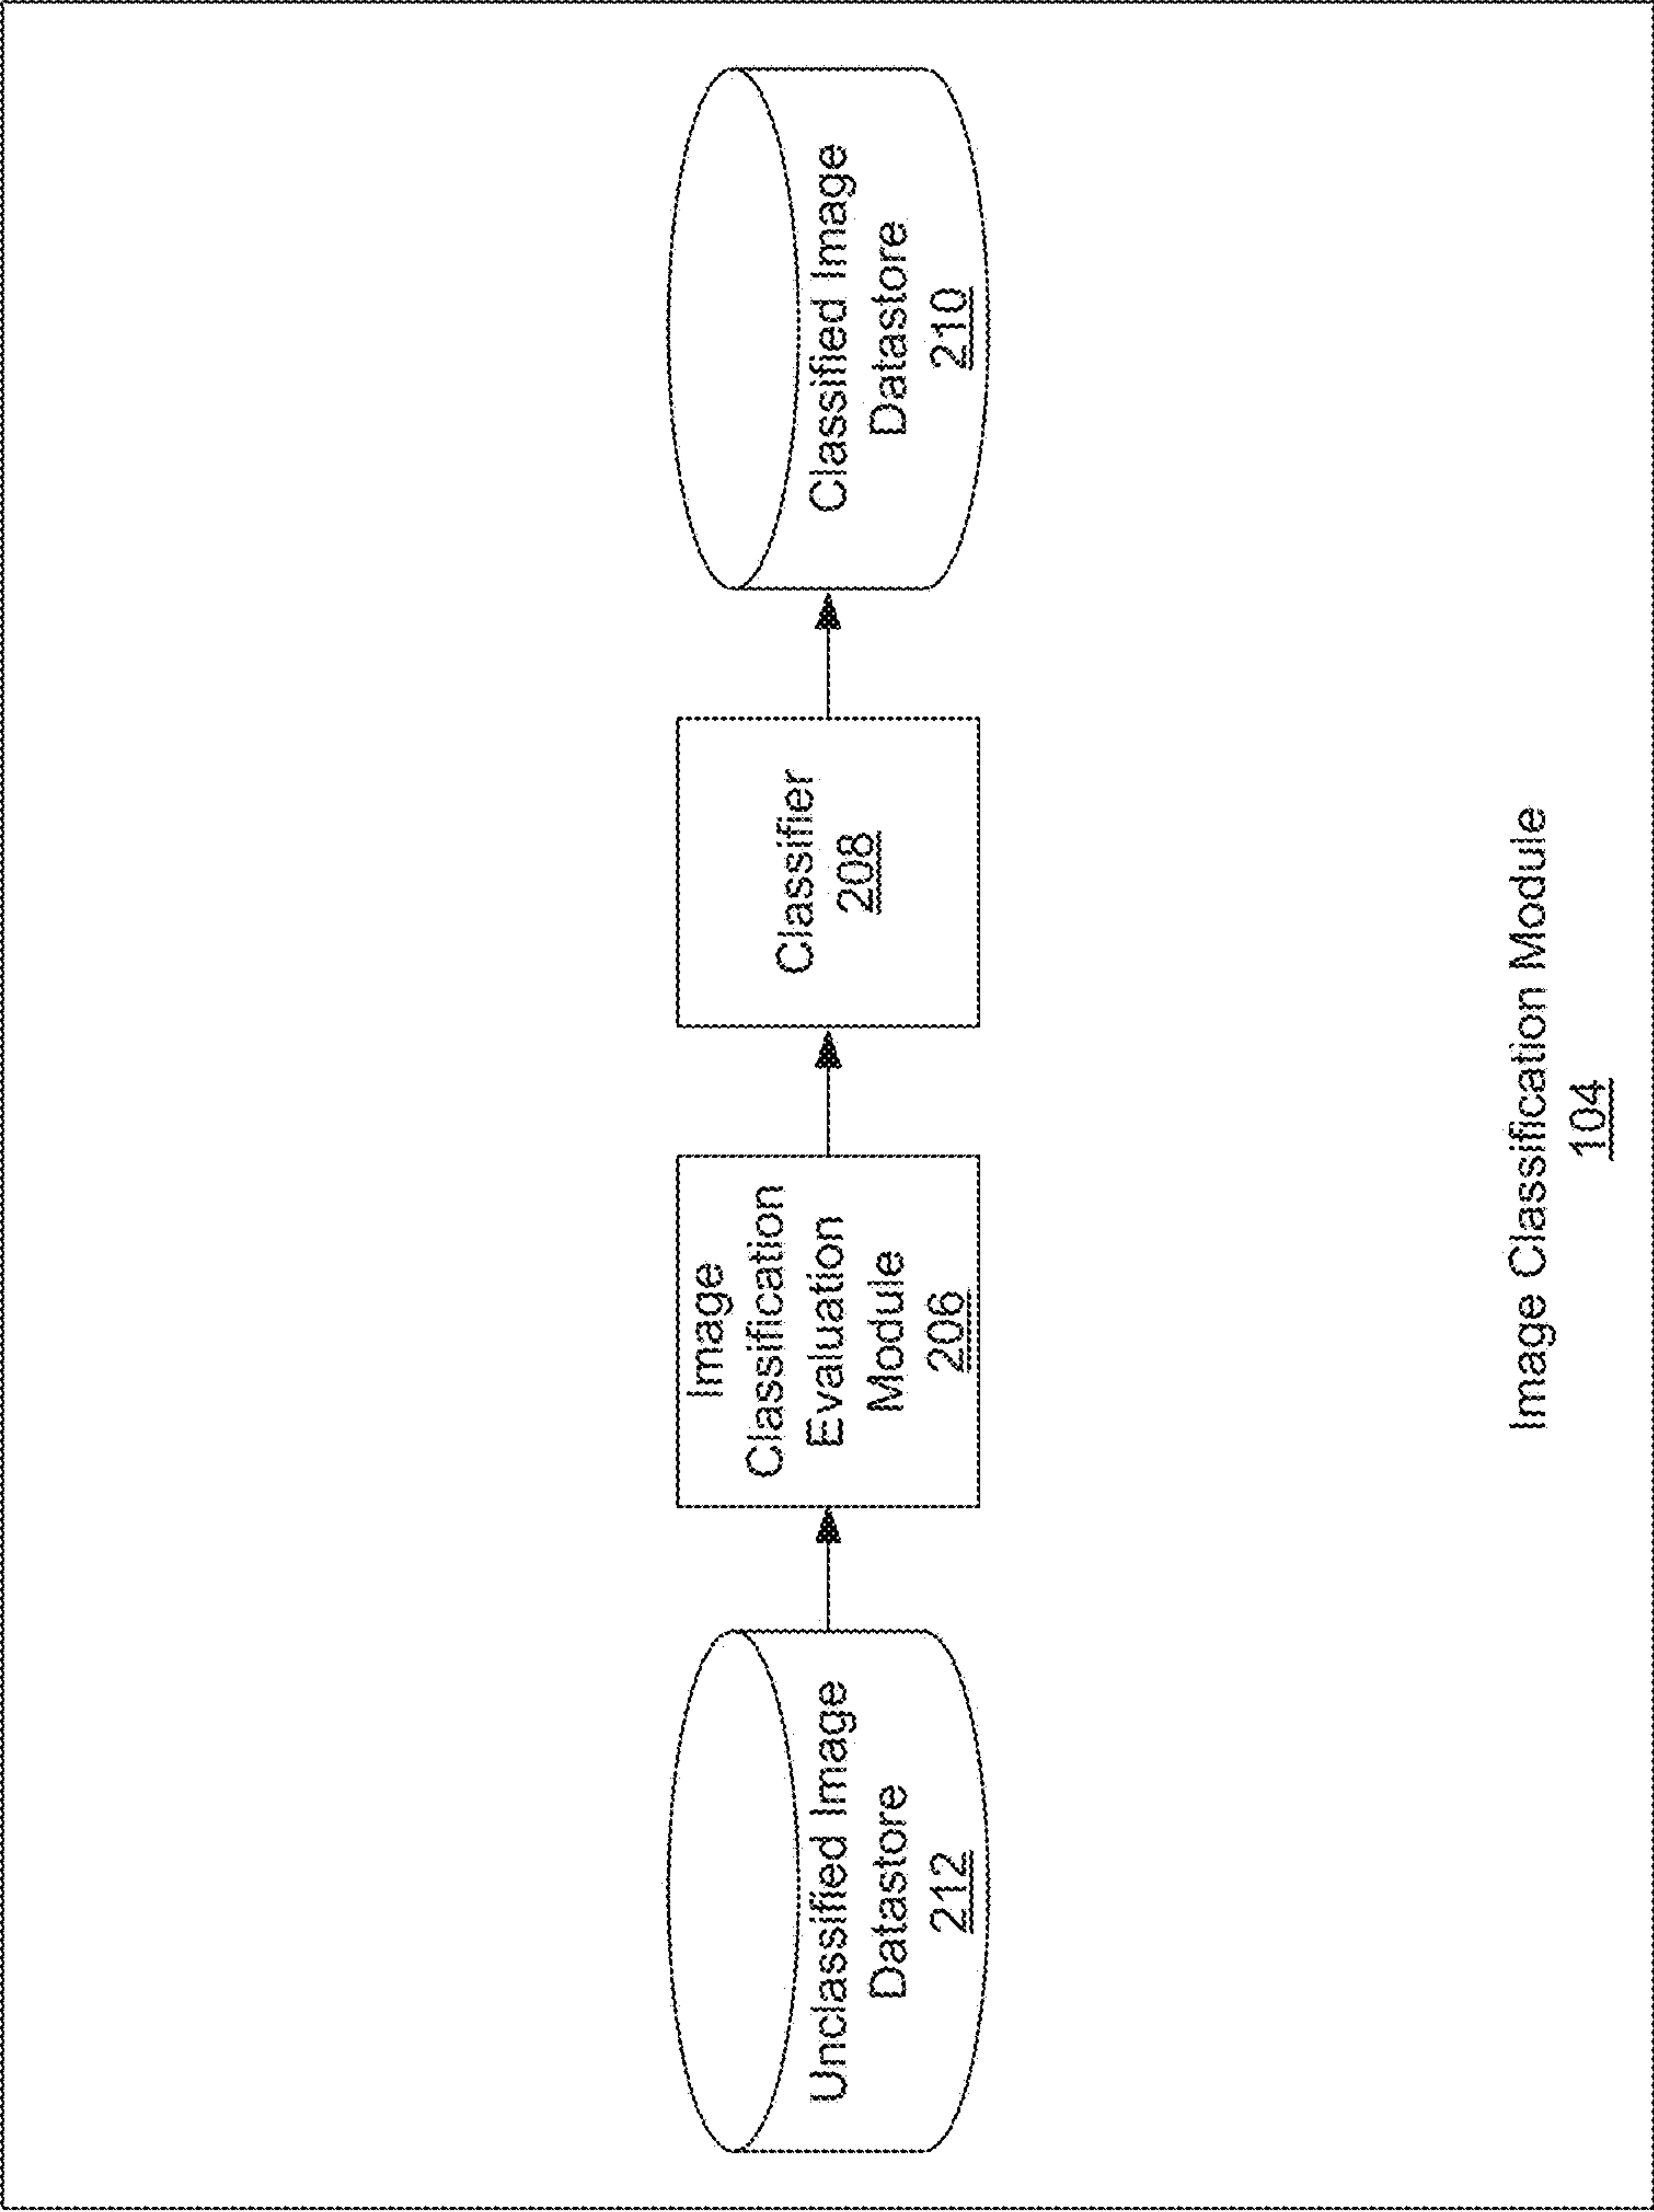 Unclassified Image
Datastore
212
Image
Classification
Evaluation
Module
206
Classifier
208
Classified Image
Datastore
210
Image Classification Module
104